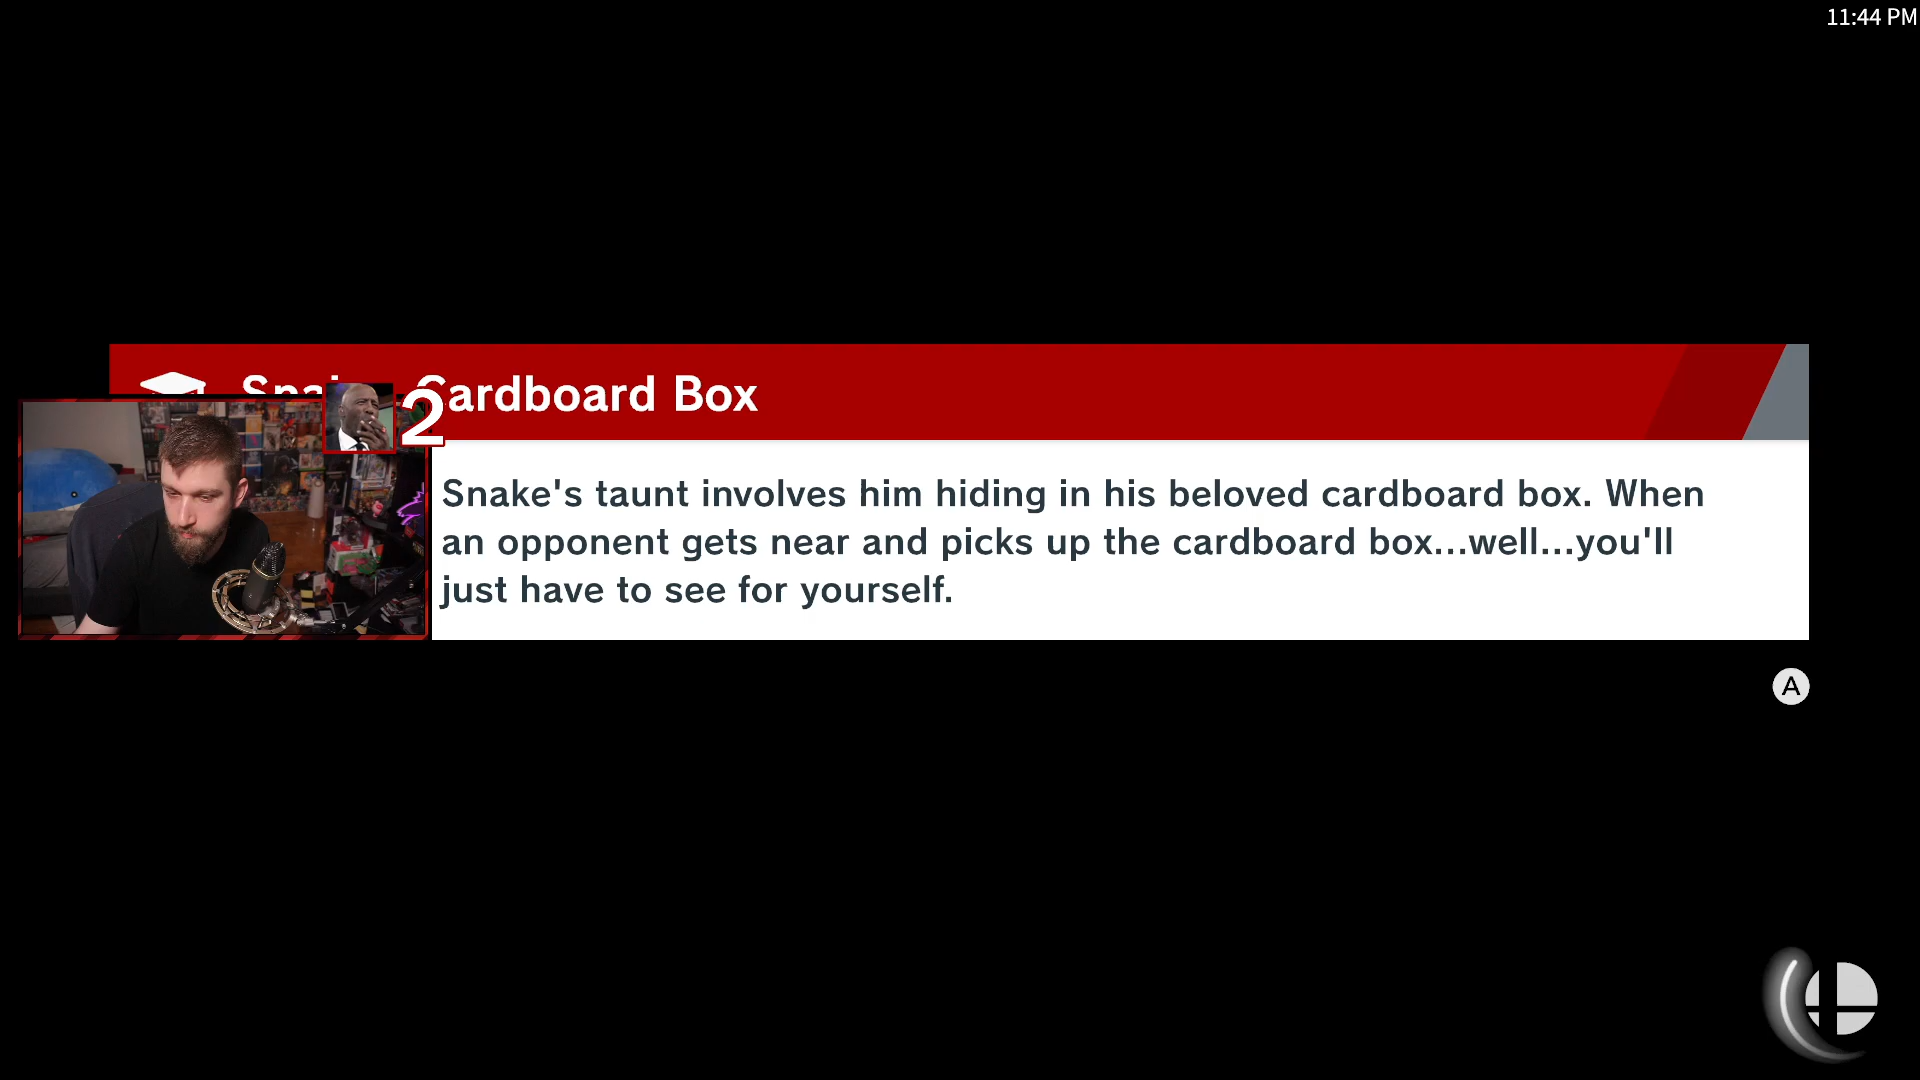 11:44 PM
Cardboard Box
2
Snake's taunt involves him hiding in his beloved cardboard box. When
an opponent gets near and picks up the cardboard box...well...you'll
just have to see for yourself.
A